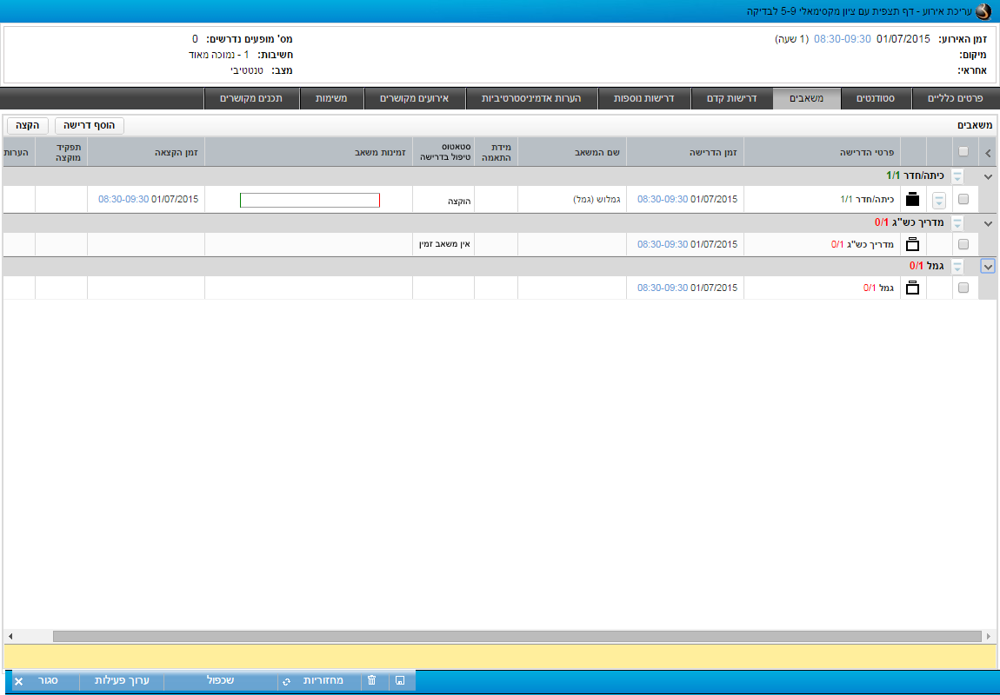 עריכת אירוע - דף תצפית עם ציון מקסימאלי 5-9 לבדיקה
זמן האירוע: 01/07/2015 08:30-09:30 (1 שעה)
מס' מופעים נדרשים: 0
מיקום:
חשיבות: 1 - נמוכה מאוד
אחראי:
מצב: טנטטיבי
פרטים כלליים סטודנטים משאבים דרישות קדם דרישות נוספות הערות אדמיניסטרטיביות אירועים מקושרים משימות תכנים מקושרים
משאבים הוסף דרישה הקצה
פרטי הדרישה זמן הדרישה שם המשאב מידת התאמה סטאטוס טיפול בדרישה זמינות משאב זמן הקצאה תפקיד מוקצה הערות
כיתה/חדר 1/1
כיתה/חדר 1/1 01/07/2015 08:30-09:30 גמלוש (גמל) הוקצה 01/07/2015 08:30-09:30
מדריך כש"ג 0/1
מדריך כש"ג 0/1 01/07/2015 08:30-09:30 אין משאב זמין
גמל 0/1
גמל 0/1 01/07/2015 08:30-09:30
מחזוריות שכפול ערוך פעילות סגור